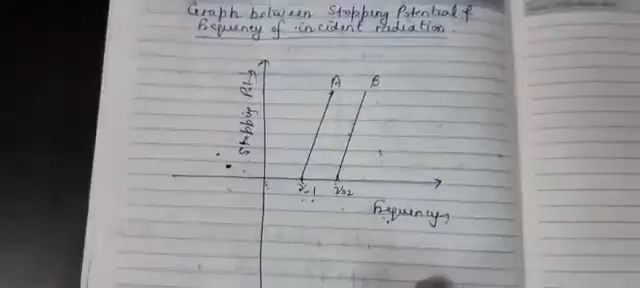 Graph between Stopping Potential &
frequency of incident radiation.
A B
Stopping Pot
ν₀1 ν₀2
frequency